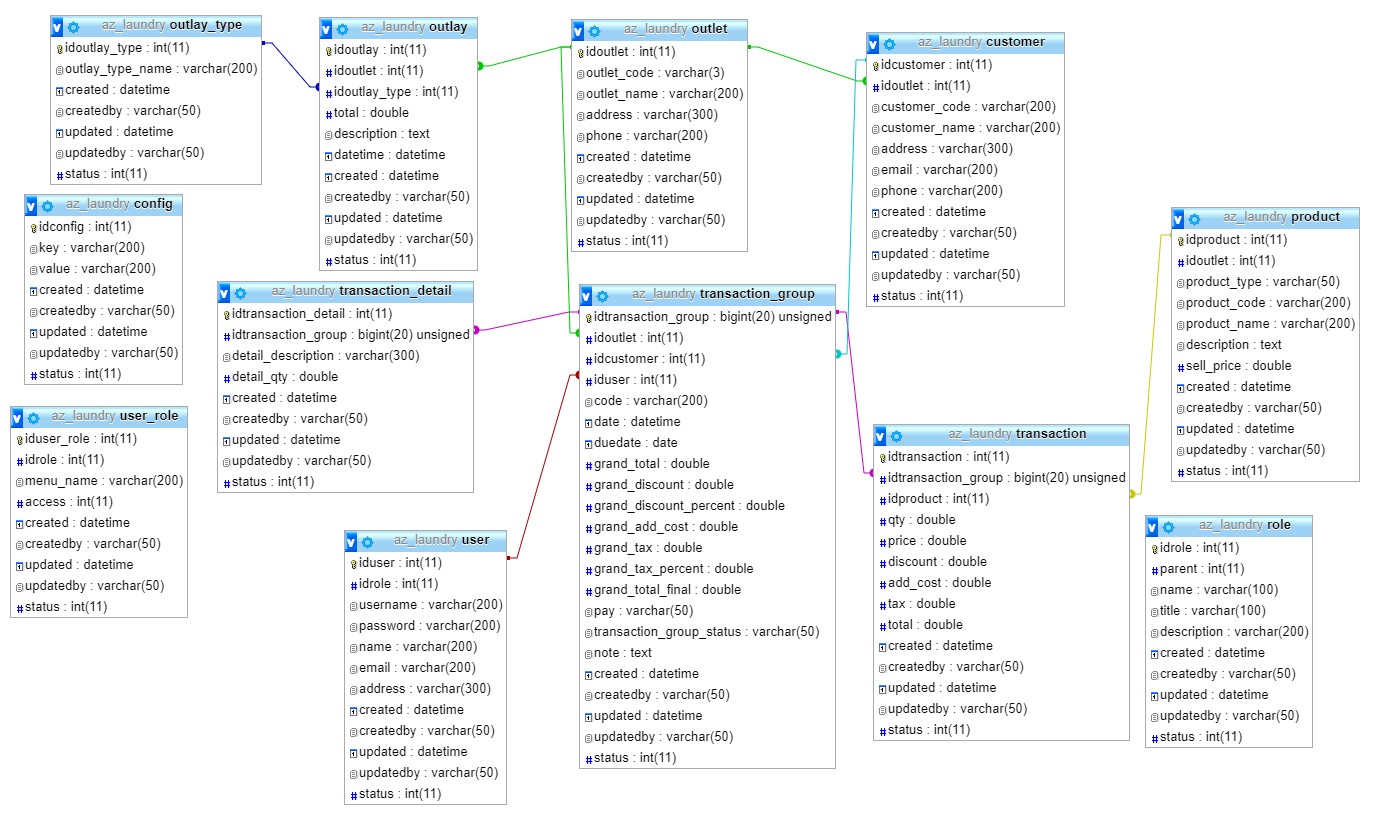 az_laundry outlay_type
idoutlay_type : int(11)
outlay_type_name : varchar(200)
created : datetime
createdby : varchar(50)
updated : datetime
updatedby : varchar(50)
status : int(11)
az_laundry outlay
idoutlay : int(11)
idoutlet : int(11)
idoutlay_type : int(11)
total : double
description : text
datetime : datetime
created : datetime
createdby : varchar(50)
updated : datetime
updatedby : varchar(50)
status : int(11)
az_laundry outlet
idoutlet : int(11)
outlet_code : varchar(3)
outlet_name : varchar(200)
address : varchar(300)
phone : varchar(200)
created : datetime
createdby : varchar(50)
updated : datetime
updatedby : varchar(50)
status : int(11)
az_laundry customer
idcustomer : int(11)
idoutlet : int(11)
customer_code : varchar(200)
customer_name : varchar(200)
address : varchar(300)
email : varchar(200)
phone : varchar(200)
created : datetime
createdby : varchar(50)
updated : datetime
updatedby : varchar(50)
status : int(11)
az_laundry config
idconfig : int(11)
key : varchar(200)
value : varchar(200)
created : datetime
createdby : varchar(50)
updated : datetime
updatedby : varchar(50)
status : int(11)
az_laundry transaction_detail
idtransaction_detail : int(11)
idtransaction_group : bigint(20) unsigned
detail_description : varchar(300)
detail_qty : double
created : datetime
createdby : varchar(50)
updated : datetime
updatedby : varchar(50)
status : int(11)
az_laundry transaction_group
idtransaction_group : bigint(20) unsigned
idoutlet : int(11)
idcustomer : int(11)
iduser : int(11)
code : varchar(200)
date : datetime
duedate : date
grand_total : double
grand_discount : double
grand_discount_percent : double
grand_add_cost : double
grand_tax : double
grand_tax_percent : double
grand_total_final : double
pay : varchar(50)
transaction_group_status : varchar(50)
note : text
created : datetime
createdby : varchar(50)
updated : datetime
updatedby : varchar(50)
status : int(11)
az_laundry product
idproduct : int(11)
idoutlet : int(11)
product_type : varchar(50)
product_code : varchar(200)
product_name : varchar(200)
description : text
sell_price : double
created : datetime
createdby : varchar(50)
updated : datetime
updatedby : varchar(50)
status : int(11)
az_laundry user_role
iduser_role : int(11)
idrole : int(11)
menu_name : varchar(200)
access : int(11)
created : datetime
createdby : varchar(50)
updated : datetime
updatedby : varchar(50)
status : int(11)
az_laundry user
iduser : int(11)
idrole : int(11)
username : varchar(200)
password : varchar(200)
name : varchar(200)
email : varchar(200)
address : varchar(300)
created : datetime
createdby : varchar(50)
updated : datetime
updatedby : varchar(50)
status : int(11)
az_laundry transaction
idtransaction : int(11)
idtransaction_group : bigint(20) unsigned
idproduct : int(11)
qty : double
price : double
discount : double
add_cost : double
tax : double
total : double
created : datetime
createdby : varchar(50)
updated : datetime
updatedby : varchar(50)
status : int(11)
az_laundry role
idrole : int(11)
parent : int(11)
name : varchar(100)
title : varchar(100)
description : varchar(200)
created : datetime
createdby : varchar(50)
updated : datetime
updatedby : varchar(50)
status : int(11)